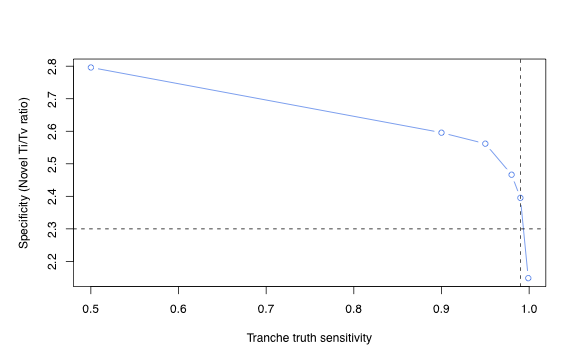 Specificity (Novel Ti/Tv ratio)
2.8
2.7
2.6
2.5
2.4
2.3
2.2
0.5 0.6 0.7 0.8 0.9 1.0
Tranche truth sensitivity